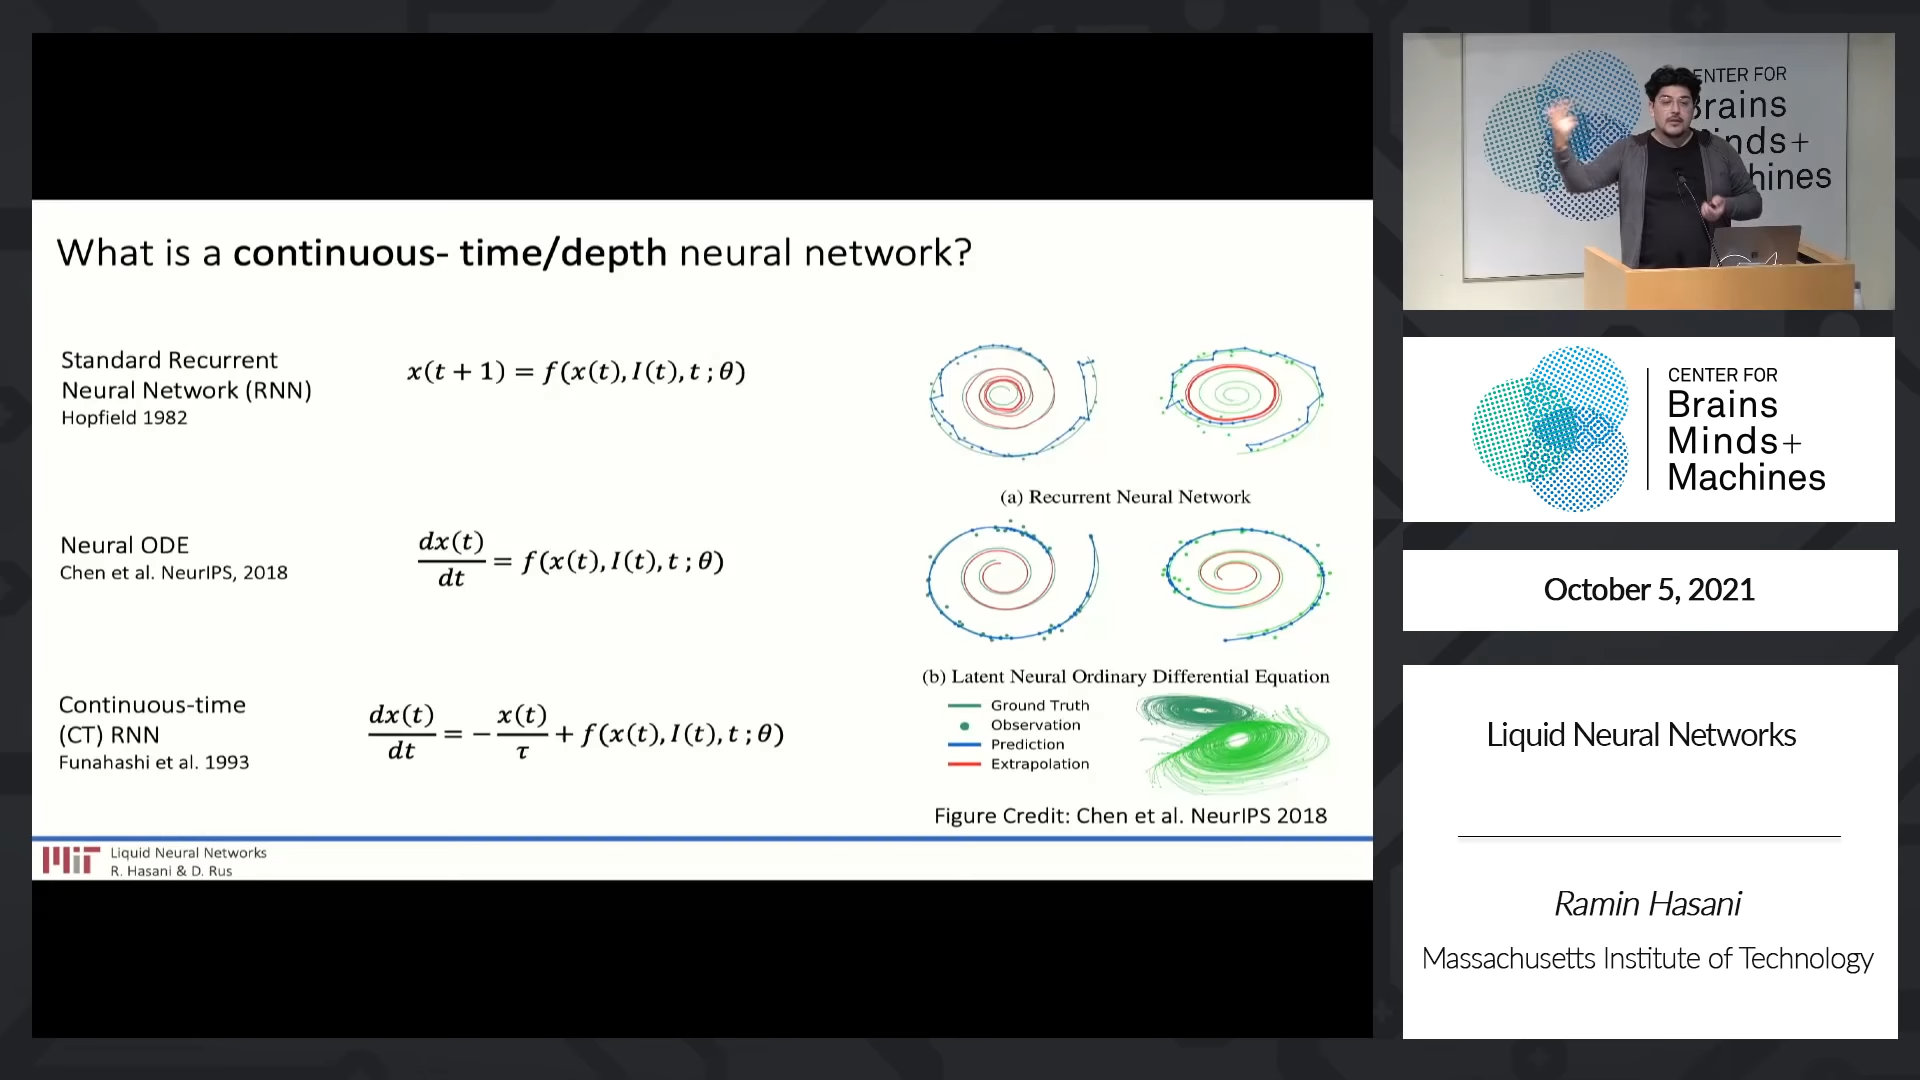 What is a continuous- time/depth neural network?
Standard Recurrent
Neural Network (RNN)
Hopfield 1982
x(t + 1) = f(x(t), I(t), t ; θ)
(a) Recurrent Neural Network
Neural ODE
Chen et al. NeurIPS, 2018
dx(t)/dt = f(x(t), I(t), t ; θ)
(b) Latent Neural Ordinary Differential Equation
Continuous-time
(CT) RNN
Funahashi et al. 1993
dx(t)/dt = − x(t)/τ + f(x(t), I(t), t ; θ)
Ground Truth
Observation
Prediction
Extrapolation
Figure Credit: Chen et al. NeurIPS 2018
MIT
Liquid Neural Networks
R. Hasani & D. Rus
ENTER FOR
Brains
inds+
hines
CENTER FOR
Brains
Minds+
Machines
October 5, 2021
Liquid Neural Networks
Ramin Hasani
Massachusetts Institute of Technology